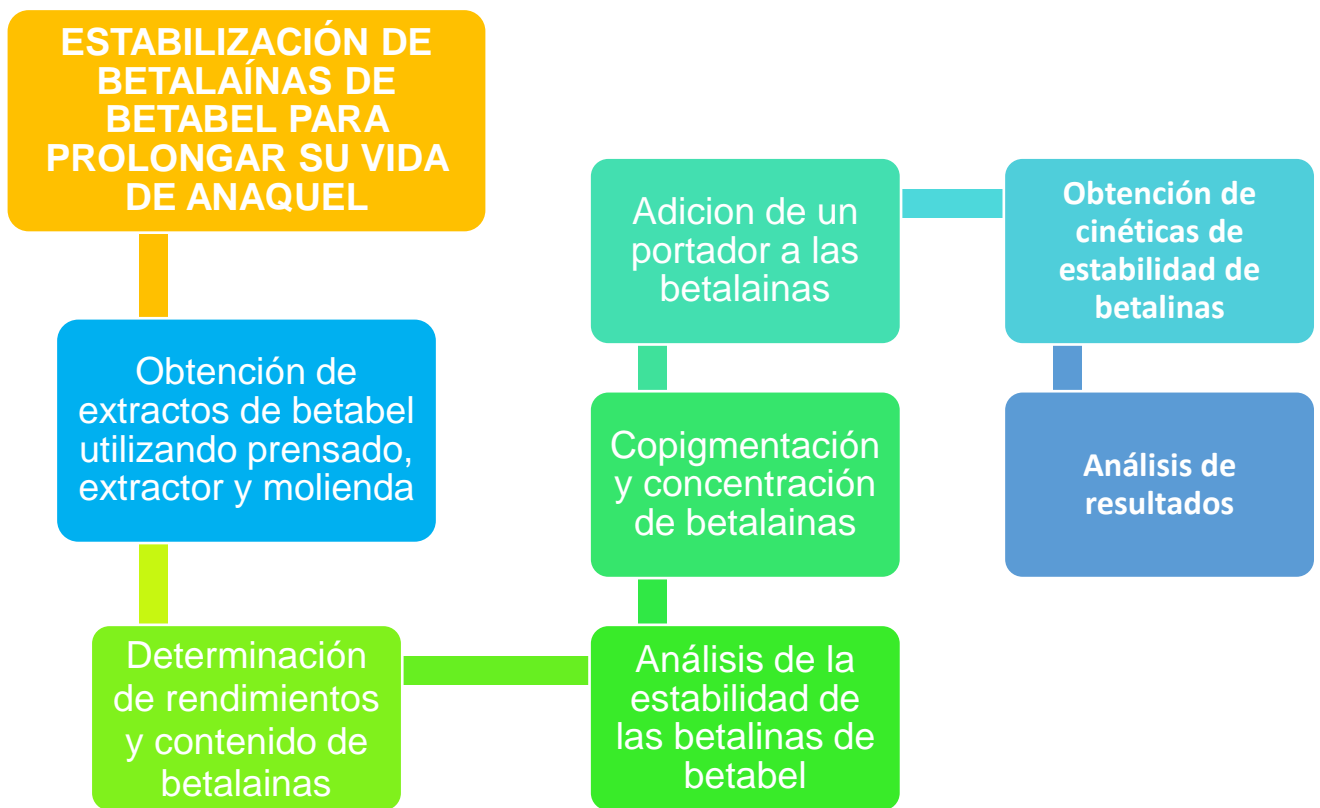 ESTABILIZACIÓN DE
BETALAÍNAS DE
BETABEL PARA
PROLONGAR SU VIDA
DE ANAQUEL
Obtención de
extractos de betabel
utilizando prensado,
extractor y molienda
Determinación
de rendimientos
y contenido de
betalainas
Análisis de la
estabilidad de
las betalinas de
betabel
Copigmentación
y concentración
de betalainas
Adicion de un
portador a las
betalainas
Obtención de
cinéticas de
estabilidad de
betalinas
Análisis de
resultados